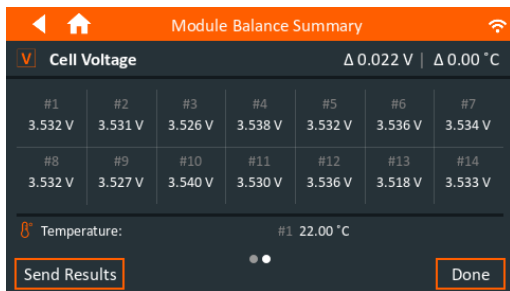 Module Balance Summary
V Cell Voltage Δ 0.022 V | Δ 0.00 °C
#1 #2 #3 #4 #5 #6 #7
3.532 V 3.531 V 3.526 V 3.538 V 3.532 V 3.536 V 3.534 V
#8 #9 #10 #11 #12 #13 #14
3.532 V 3.527 V 3.540 V 3.530 V 3.536 V 3.518 V 3.533 V
Temperature: #1 22.00 °C
Send Results Done